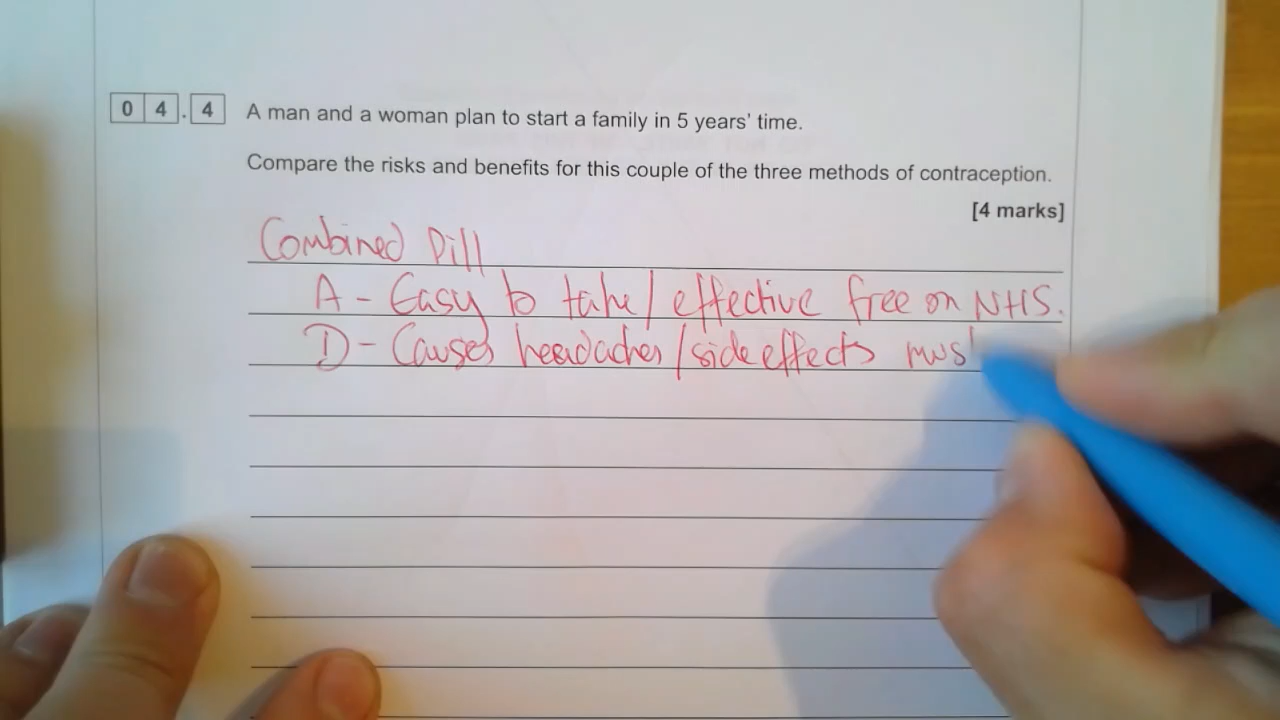 04.4 A man and a woman plan to start a family in 5 years' time.
Compare the risks and benefits for this couple of the three methods of contraception.
[4 marks]
Combined Pill
A - Easy to take / effective free on NHS.
D - Causes headaches / side effects mus